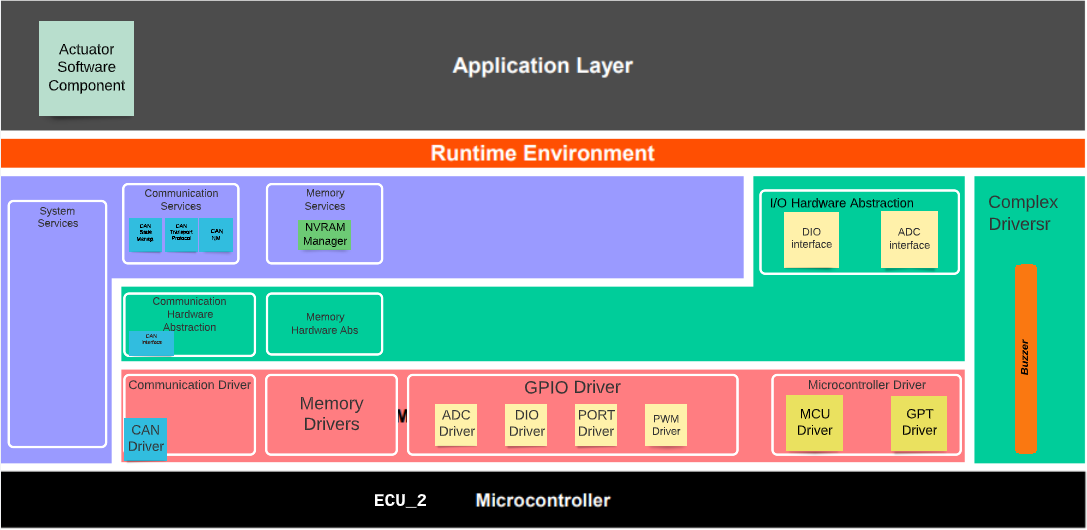 Actuator
Software
Component
Application Layer
Runtime Environment
System
Services
Communication
Services
CAN
State
Manag.
CAN
Transport
Protocol
CAN
NM
Memory
Services
NVRAM
Manager
I/O Hardware Abstraction
DIO
interface
ADC
interface
Complex
Driversr
Buzzer
Communication
Hardware
Abstraction
CAN
Interface
Memory
Hardware Abs
Communication Driver
CAN
Driver
Memory
Drivers
M
GPIO Driver
ADC
Driver
DIO
Driver
PORT
Driver
PWM
Driver
Microcontroller Driver
MCU
Driver
GPT
Driver
ECU_2 Microcontroller